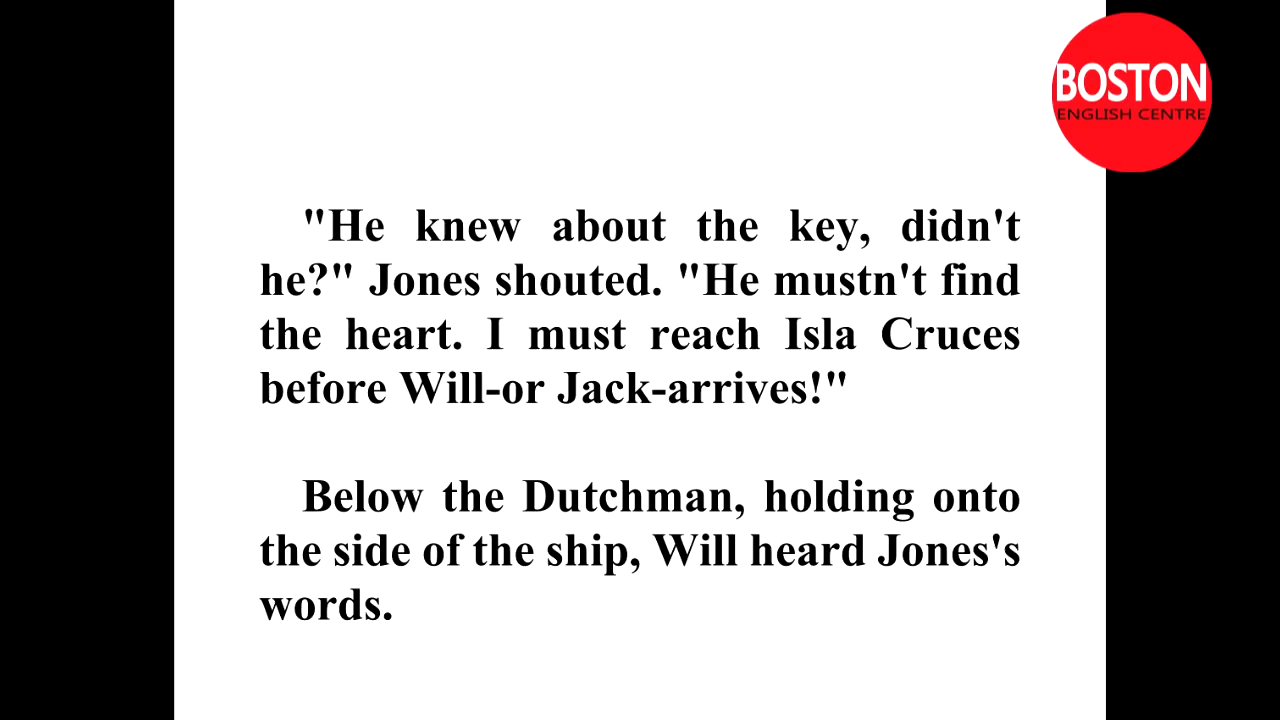 BOSTON
ENGLISH CENTRE
"He knew about the key, didn't
he?" Jones shouted. "He mustn't find
the heart. I must reach Isla Cruces
before Will-or Jack-arrives!"
Below the Dutchman, holding onto
the side of the ship, Will heard Jones's
words.